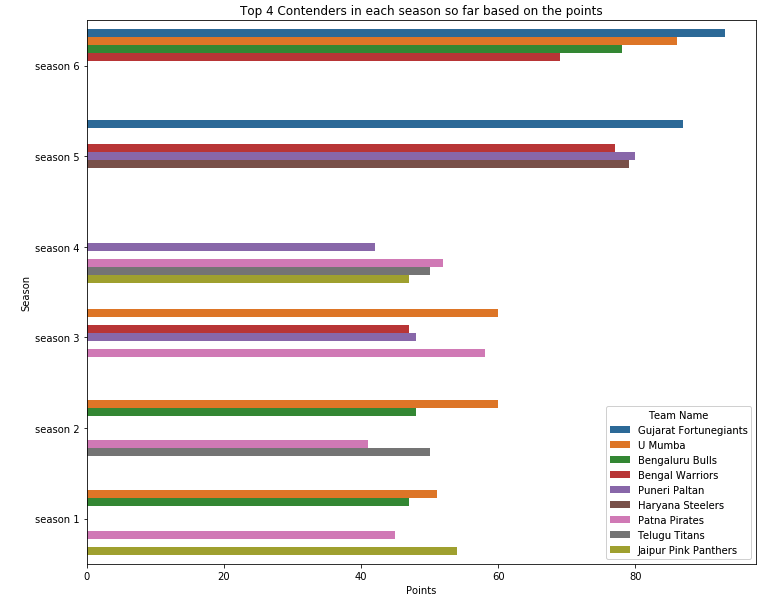 Top 4 Contenders in each season so far based on the points
season 6
season 5
season 4
season 3
season 2
season 1
Season
0
20
40
60
80
Points
Team Name
Gujarat Fortunegiants
U Mumba
Bengaluru Bulls
Bengal Warriors
Puneri Paltan
Haryana Steelers
Patna Pirates
Telugu Titans
Jaipur Pink Panthers